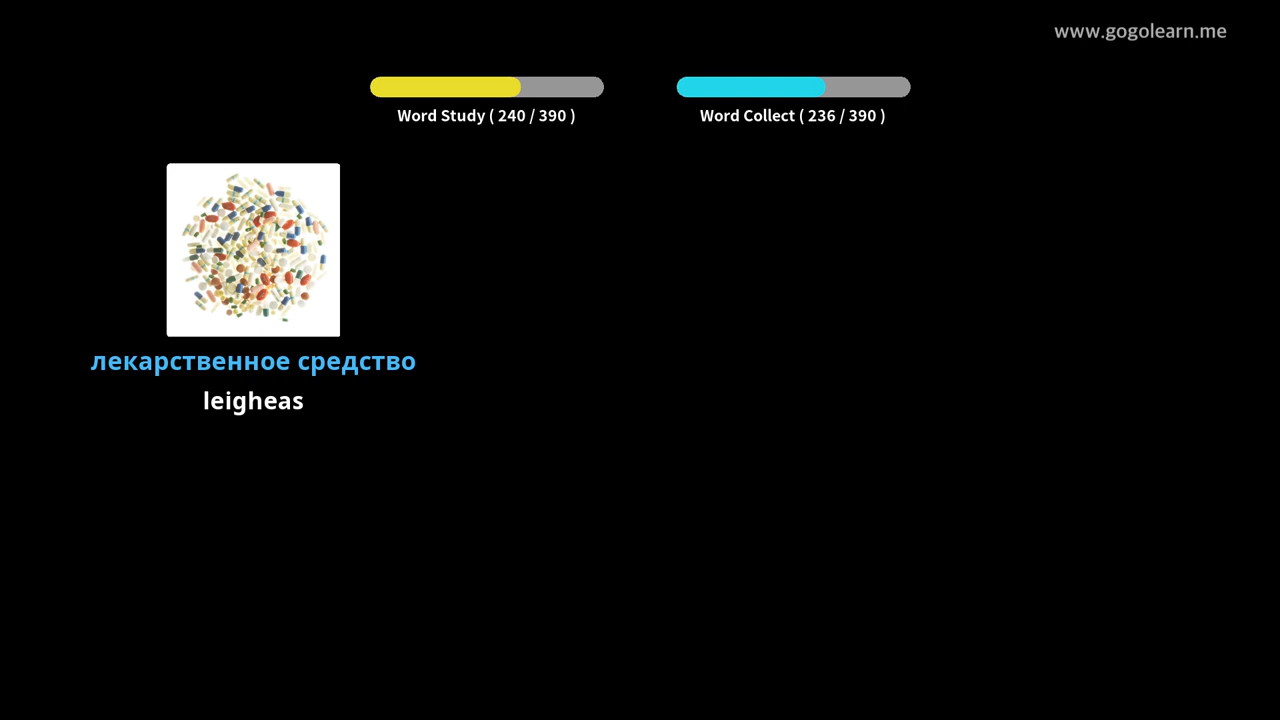 www.gogolearn.me
Word Study ( 240 / 390 )
Word Collect ( 236 / 390 )
лекарственное средство
leigheas